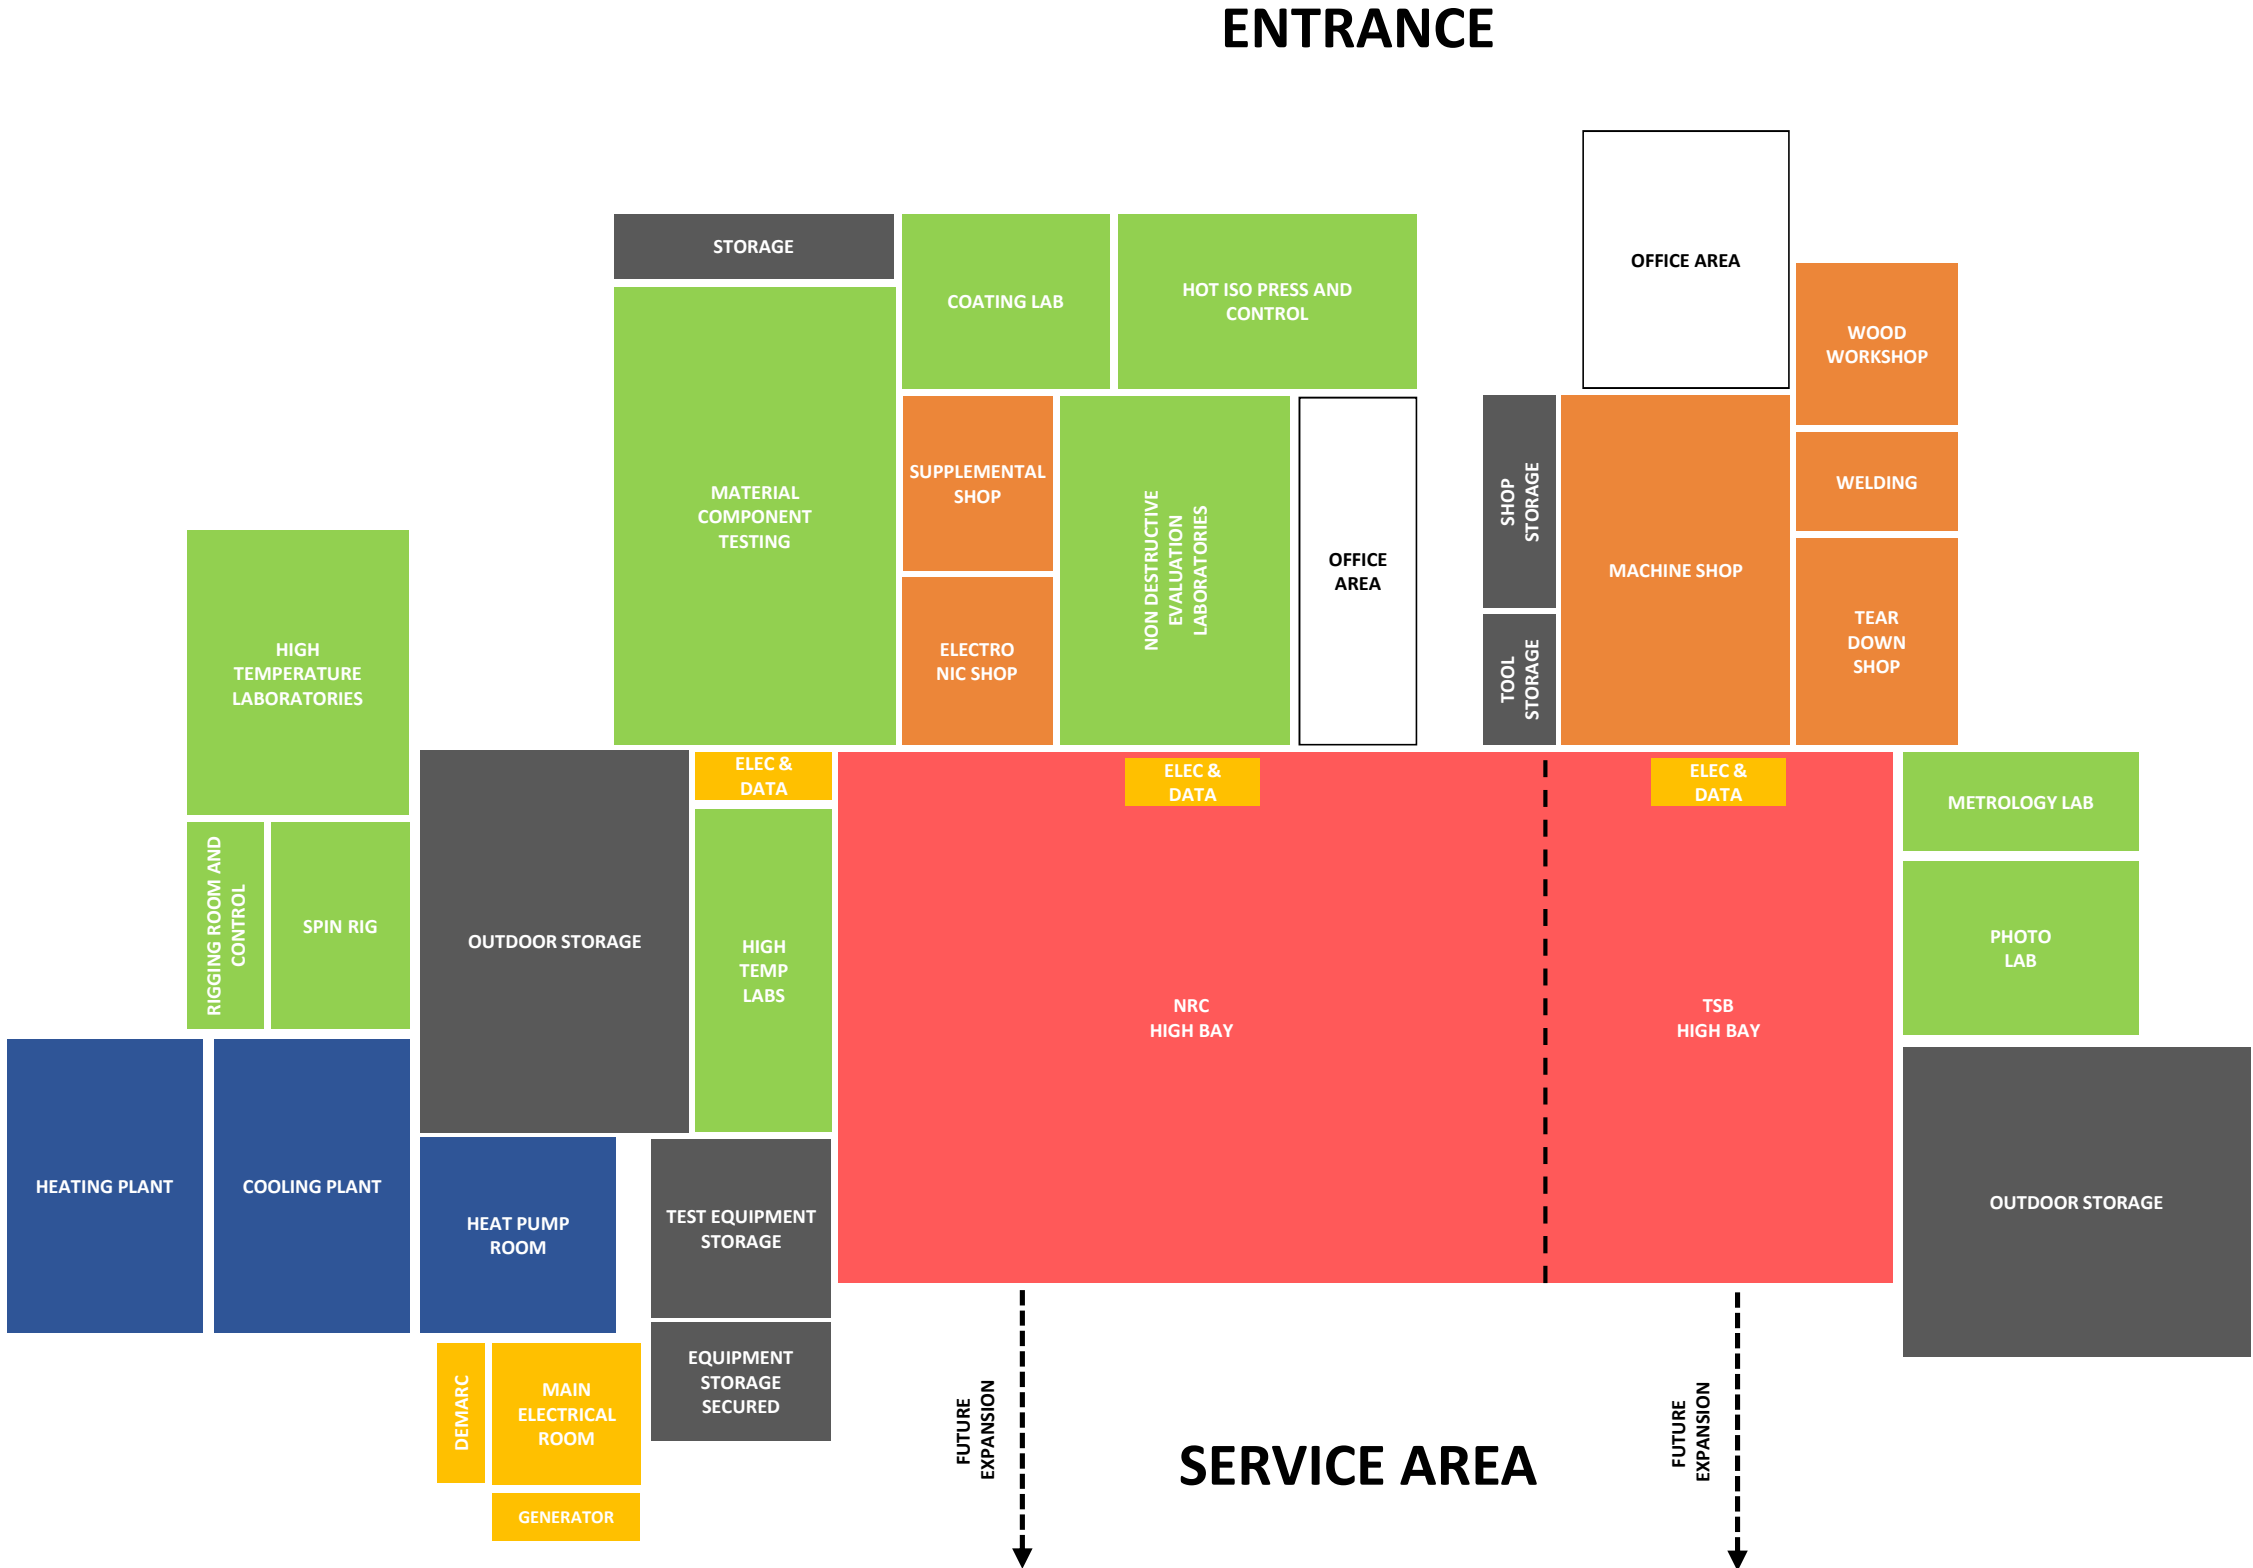 ENTRANCE
OFFICE AREA
STORAGE
COATING LAB
HOT ISO PRESS AND
CONTROL
WOOD
WORKSHOP
SUPPLEMENTAL
SHOP
MATERIAL
COMPONENT
TESTING
NON DESTRUCTIVE
EVALUATION
LABORATORIES
OFFICE
AREA
SHOP
STORAGE
MACHINE SHOP
WELDING
HIGH
TEMPERATURE
LABORATORIES
ELECTRO
NIC SHOP
TOOL
STORAGE
TEAR
DOWN
SHOP
ELEC &
DATA
ELEC &
DATA
ELEC &
DATA
METROLOGY LAB
RIGGING ROOM AND
CONTROL
SPIN RIG
OUTDOOR STORAGE
HIGH
TEMP
LABS
NRC
HIGH BAY
TSB
HIGH BAY
PHOTO
LAB
HEATING PLANT
COOLING PLANT
HEAT PUMP
ROOM
TEST EQUIPMENT
STORAGE
OUTDOOR STORAGE
DEMARC
MAIN
ELECTRICAL
ROOM
EQUIPMENT
STORAGE
SECURED
FUTURE
EXPANSION
SERVICE AREA
FUTURE
EXPANSION
GENERATOR